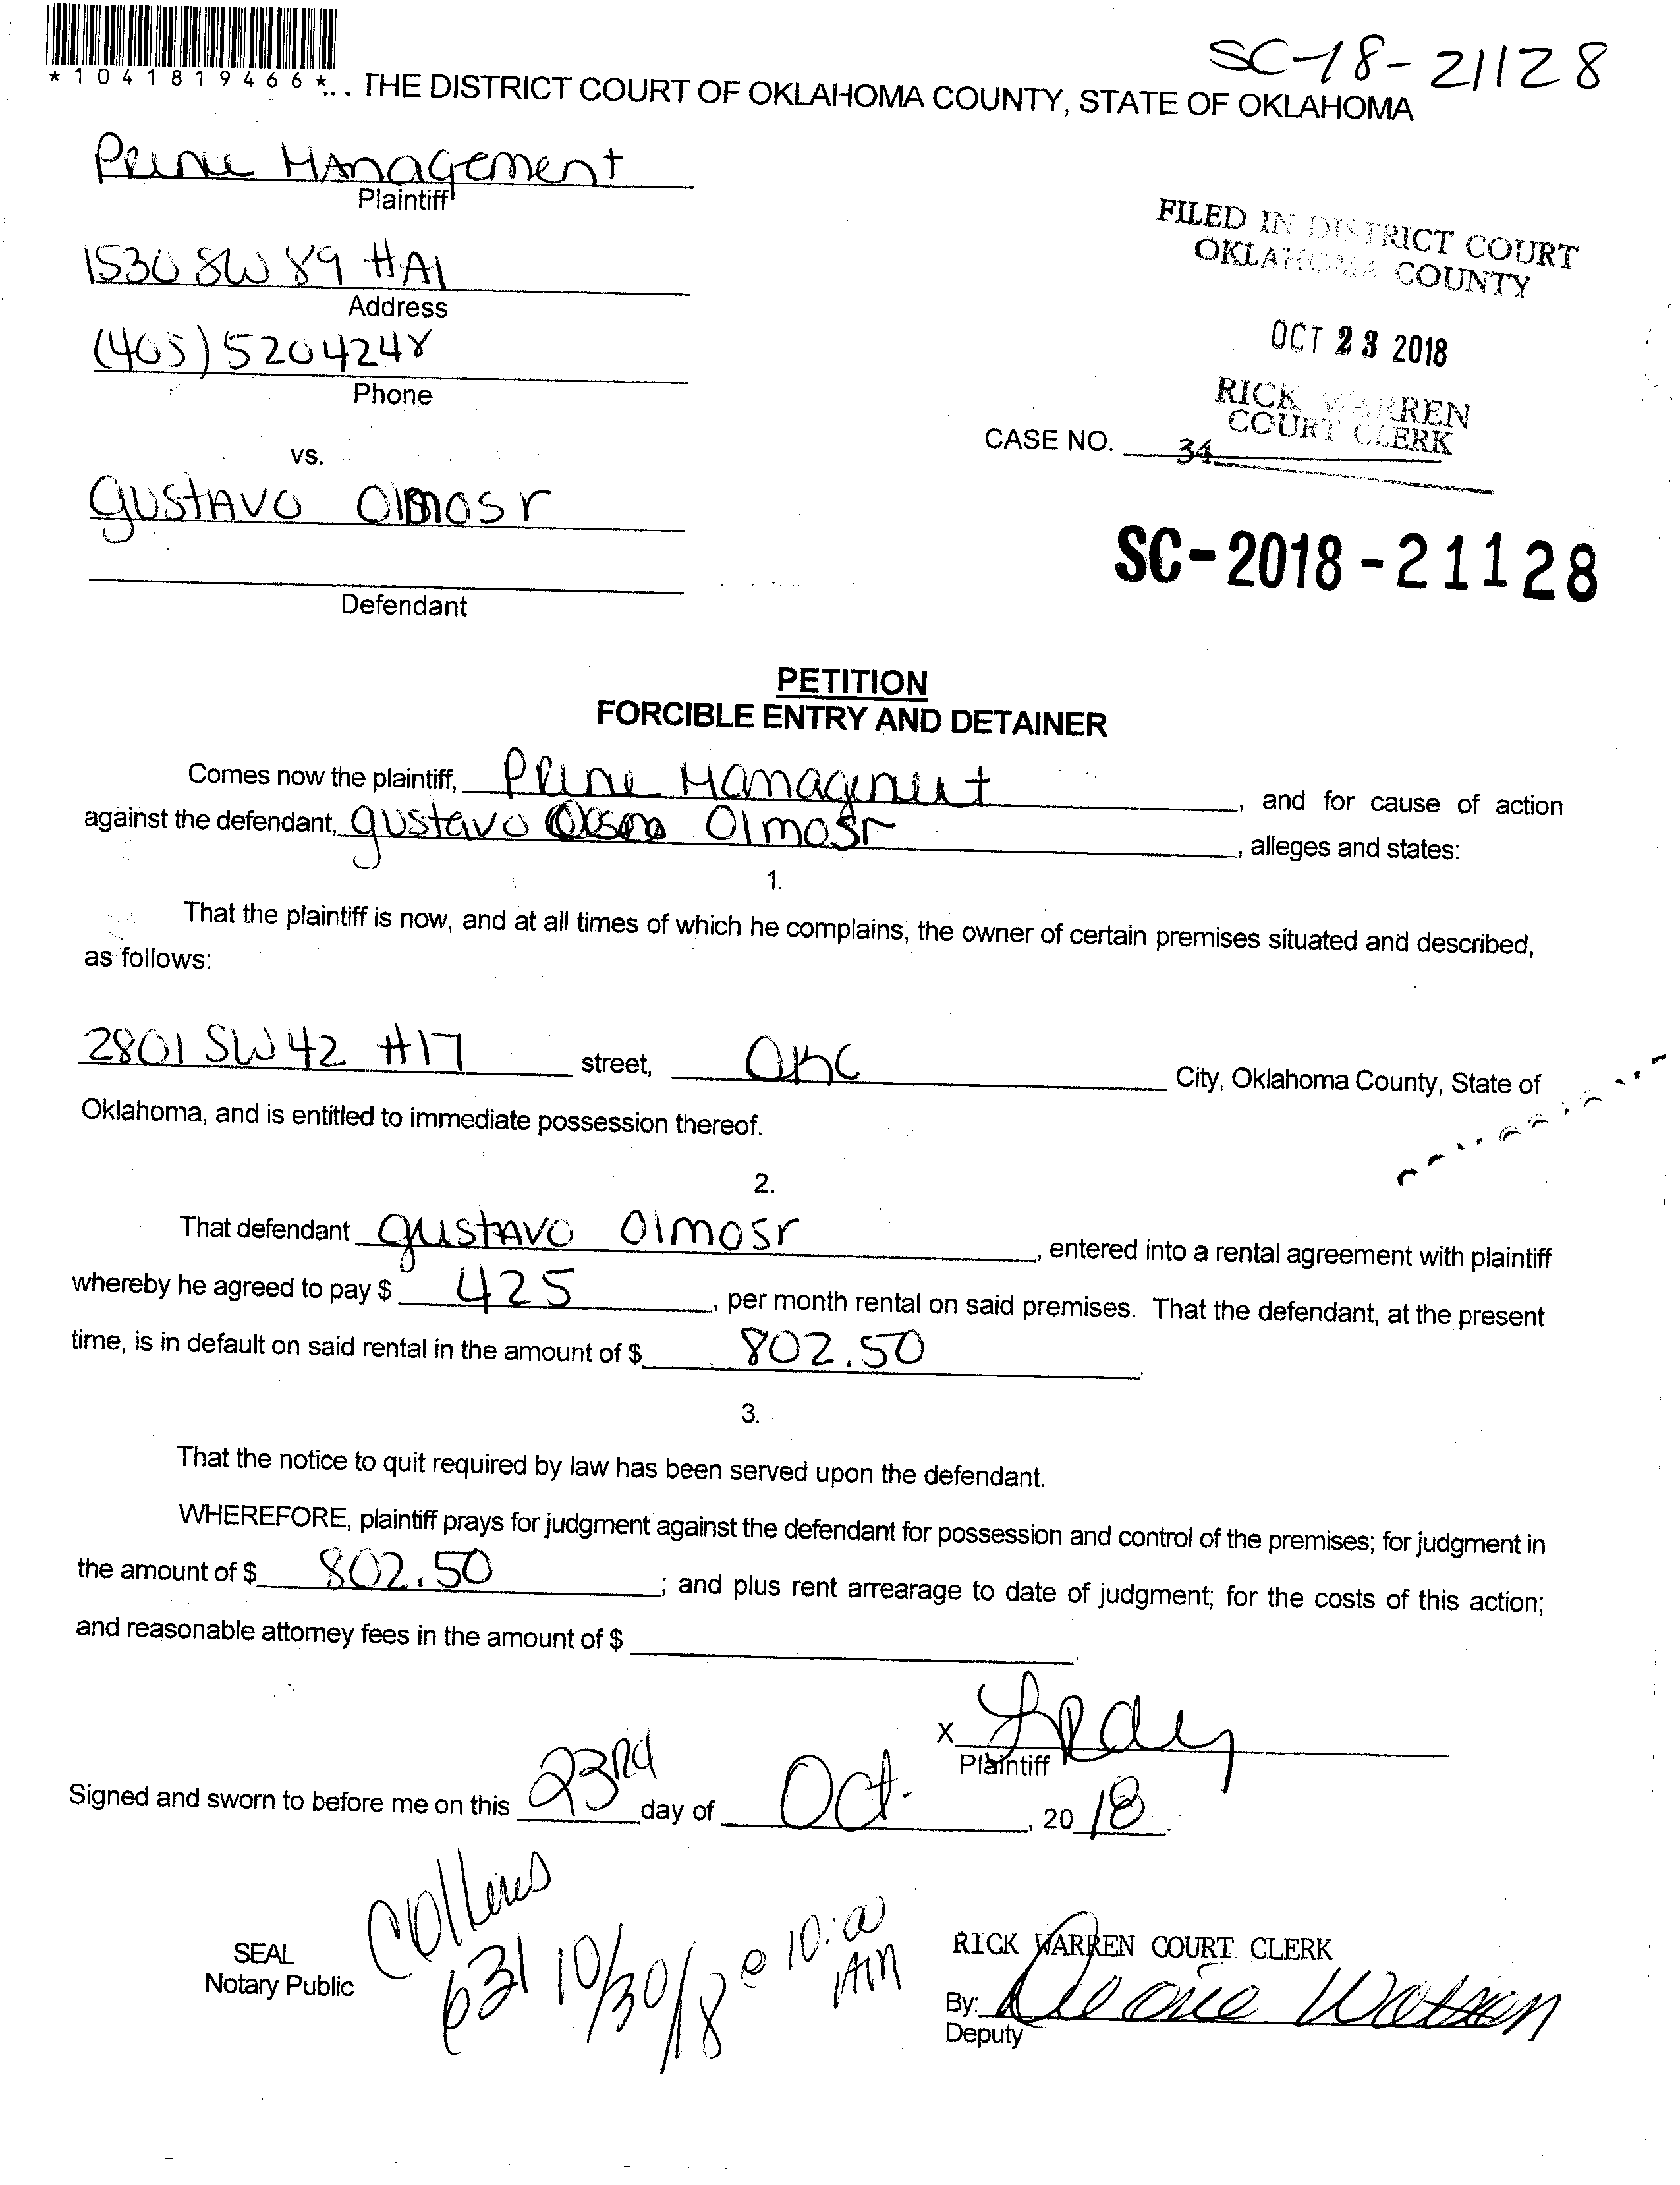 SC-18-21128
*1041819466*
THE DISTRICT COURT OF OKLAHOMA COUNTY, STATE OF OKLAHOMA
Prime Management
Plaintiff
1530 SW 89 #A1
Address
(405) 5204248
Phone
vs.
Gustavo Olmos r
Defendant
FILED IN DISTRICT COURT
OKLAHOMA COUNTY
OCT 23 2018
RICK WARREN
COURT CLERK
CASE NO.
34
SC-2018-21128
PETITION
FORCIBLE ENTRY AND DETAINER
Comes now the plaintiff, Prime Management, and for cause of action
against the defendant, Gustavo Olmosr, alleges and states:
1.
That the plaintiff is now, and at all times of which he complains, the owner of certain premises situated and described,
as follows:
2801 SW 42 #17 street, OKC City, Oklahoma County, State of
Oklahoma, and is entitled to immediate possession thereof.
2.
That defendant Gustavo Olmosr, entered into a rental agreement with plaintiff
whereby he agreed to pay $ 425, per month rental on said premises. That the defendant, at the present
time, is in default on said rental in the amount of $ 802.50.
3.
That the notice to quit required by law has been served upon the defendant.
WHEREFORE, plaintiff prays for judgment against the defendant for possession and control of the premises; for judgment in
the amount of $ 802.50; and plus rent arrearage to date of judgment; for the costs of this action;
and reasonable attorney fees in the amount of $
X
Plaintiff
Signed and sworn to before me on this 23rd day of Oct., 2018.
Collins
631 10/30/18 @ 10:00
AM
SEAL
Notary Public
RICK WARREN COURT CLERK
By:
Deputy